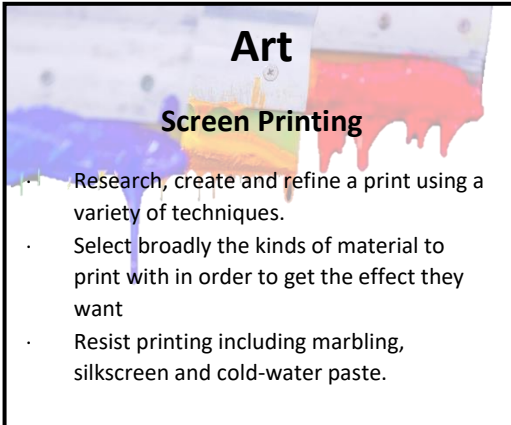 Art
Screen Printing
· Research, create and refine a print using a
variety of techniques.
· Select broadly the kinds of material to
print with in order to get the effect they
want
· Resist printing including marbling,
silkscreen and cold-water paste.